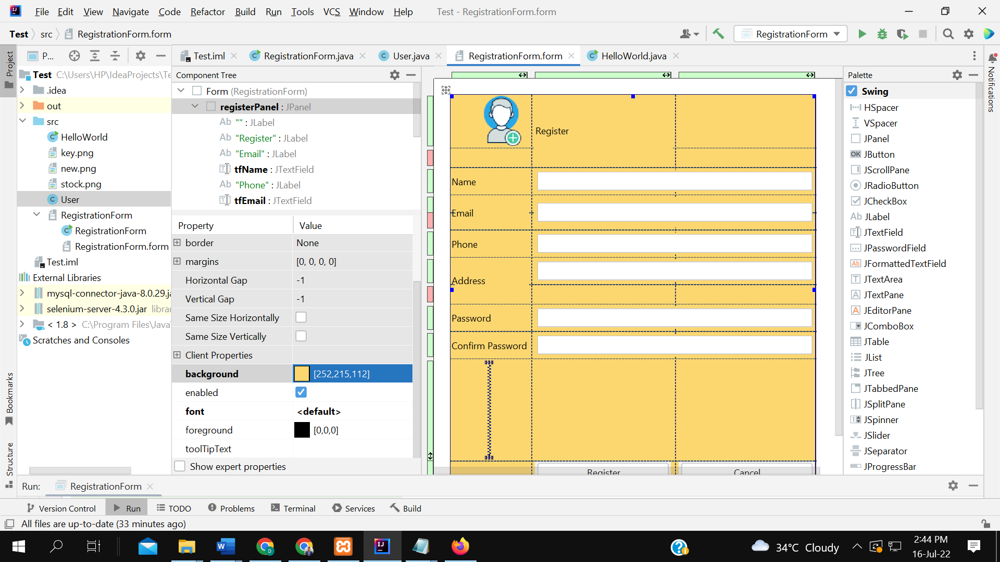 File Edit View Navigate Code Refactor Build Run Tools VCS Window Help Test - RegistrationForm.form
Test src RegistrationForm.form RegistrationForm
P... Test.iml RegistrationForm.java User.java RegistrationForm.form HelloWorld.java
Project
Test C:\Users\HP\IdeaProjects\Te
.idea
out
src
HelloWorld
key.png
new.png
stock.png
User
RegistrationForm
RegistrationForm
RegistrationForm.form
Test.iml
External Libraries
mysql-connector-java-8.0.29.ja
selenium-server-4.3.0.jar librar
< 1.8 > C:\Program Files\Java\
Scratches and Consoles
Bookmarks
Structure
Component Tree
Form (RegistrationForm)
registerPanel : JPanel
Ab "" : JLabel
Ab "Register" : JLabel
Ab "Email" : JLabel
tfName : JTextField
Ab "Phone" : JLabel
tfEmail : JTextField
Property Value
border None
margins [0, 0, 0, 0]
Horizontal Gap -1
Vertical Gap -1
Same Size Horizontally
Same Size Vertically
Client Properties
background [252,215,112]
enabled
font <default>
foreground [0,0,0]
toolTipText
Show expert properties
Register
Name
Email
Phone
Address
Password
Confirm Password
Register Cancel
Palette
Swing
HSpacer
VSpacer
JPanel
OK JButton
JScrollPane
JRadioButton
JCheckBox
Ab JLabel
JTextField
JPasswordField
Ab JFormattedTextField
JTextArea
JTextPane
JEditorPane
JComboBox
JTable
JList
JTree
JTabbedPane
JSplitPane
JSpinner
JSlider
JSeparator
JProgressBar
Notifications
Run: RegistrationForm
Version Control Run TODO Problems Terminal Services Build
All files are up-to-date (33 minutes ago)
34°C Cloudy
2:44 PM
16-Jul-22